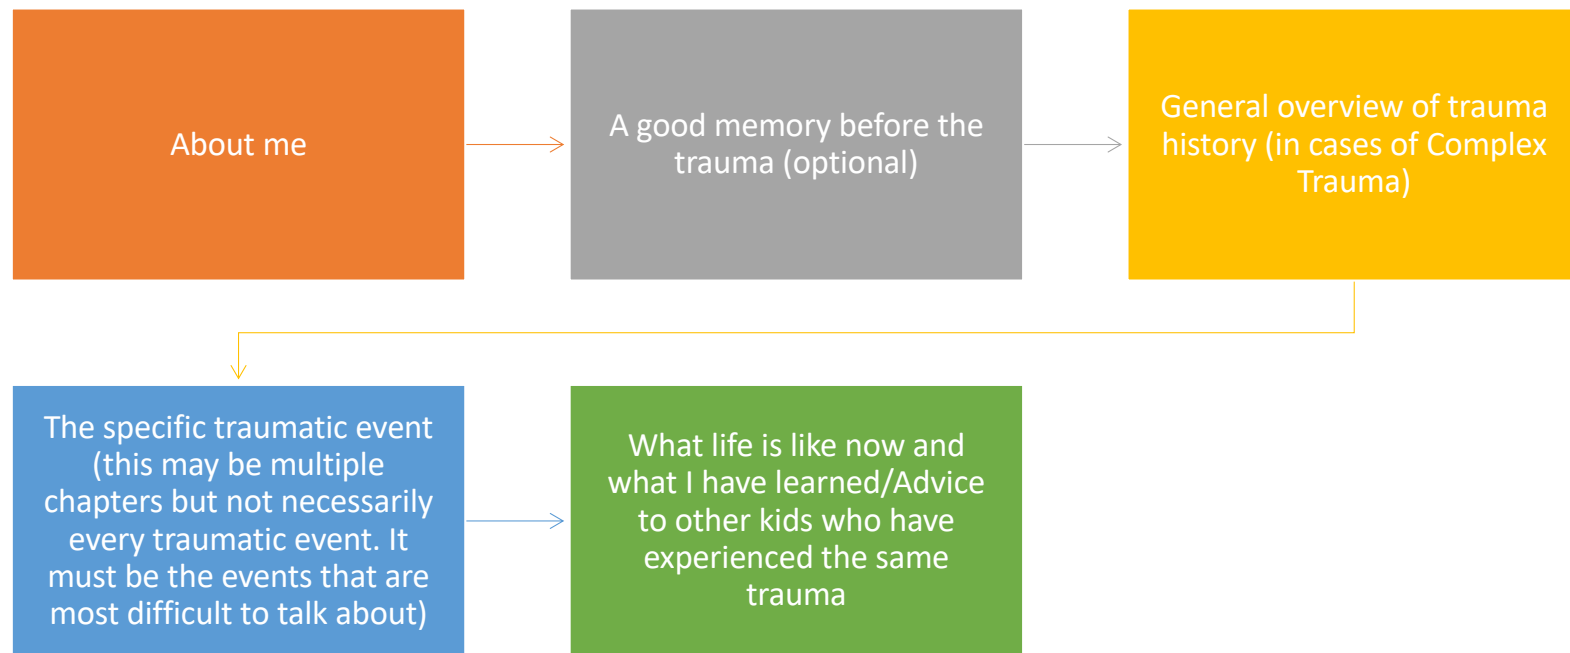 About me
A good memory before the
trauma (optional)
General overview of trauma
history (in cases of Complex
Trauma)
The specific traumatic event
(this may be multiple
chapters but not necessarily
every traumatic event. It
must be the events that are
most difficult to talk about)
What life is like now and
what I have learned/Advice
to other kids who have
experienced the same
trauma